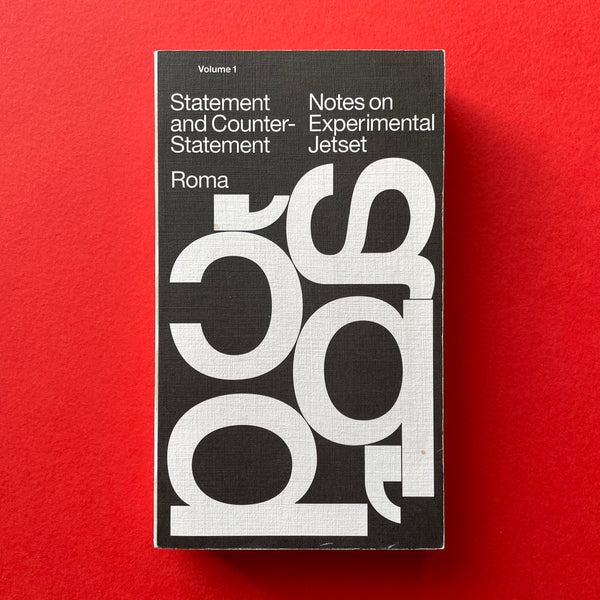 Volume 1
Statement
and Counter-
Statement
Notes on
Experimental
Jetset
Roma